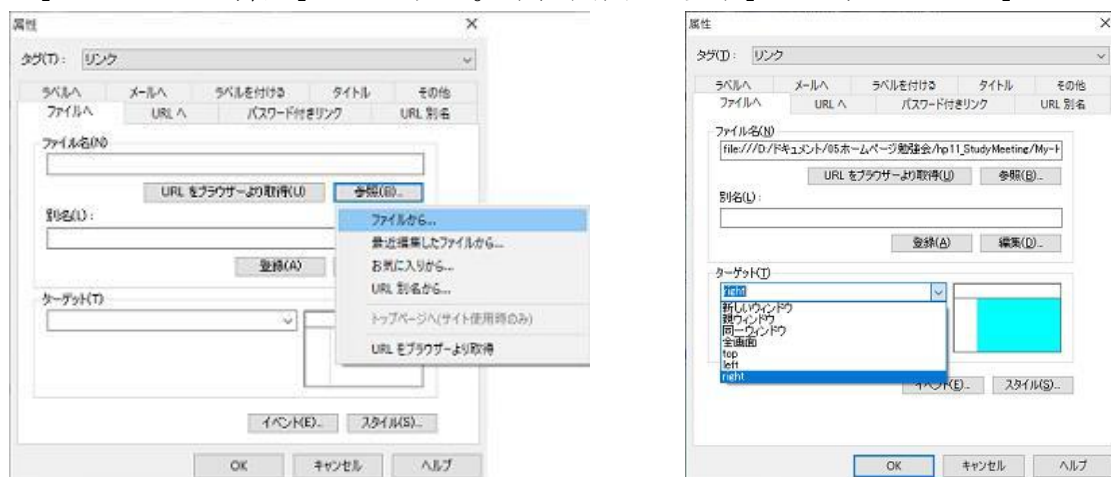 属性
タグ(T): リンク
ラベルへ メールへ ラベルを付ける タイトル その他
ファイルへ URL へ パスワード付きリンク URL 別名
ファイル名(N)
URL をブラウザーより取得(U) 参照(B)...
別名(L):
登録(A)
ターゲット(T)
ファイルから...
最近編集したファイルから...
お気に入りから...
URL 別名から...
トップページへ(サイト使用時のみ)
URL をブラウザーより取得
イベント(E)... スタイル(S)...
OK キャンセル ヘルプ
属性
タグ(T): リンク
ラベルへ メールへ ラベルを付ける タイトル その他
ファイルへ URL へ パスワード付きリンク URL 別名
ファイル名(N)
file:///D:/ドキュメント/05ホームページ勉強会/hp11_StudyMeeting/My-H
URL をブラウザーより取得(U) 参照(B)...
別名(L):
登録(A) 編集(D)...
ターゲット(T)
right
新しいウィンドウ
親ウィンドウ
同一ウィンドウ
全画面
top
left
right
イベント(E)... スタイル(S)...
OK キャンセル ヘルプ